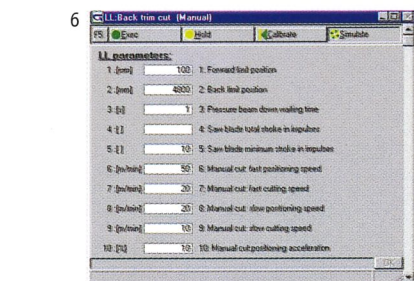 6
LL:Back trim cut (Manual)
F5 Exec Hold Calibrate Simulate
LL parameters:
1 :[mm] 100 1: Forward limit position
2 :[mm] 4800 2: Back limit position
3 :[s] 1 3: Pressure beam down waiting time
4 :[ ] 4: Saw blade total stroke in impulses
5 :[ ] 10 5: Saw blade minimum stroke in impulses
6 :[m/min] 50 6: Manual cut: fast positioning speed
7 :[m/min] 20 7: Manual cut: fast cutting speed
8 :[m/min] 20 8: Manual cut: slow positioning speed
9 :[m/min] 10 9: Manual cut: slow cutting speed
10 :[%] 10 10: Manual cut:positioning acceleration
OK